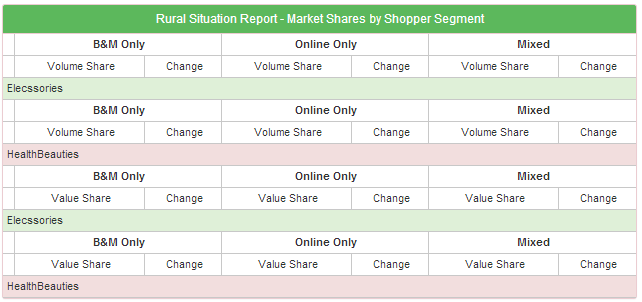 Rural Situation Report - Market Shares by Shopper Segment
B&M Only Online Only Mixed
Volume Share Change Volume Share Change Volume Share Change
Elecssories
B&M Only Online Only Mixed
Volume Share Change Volume Share Change Volume Share Change
HealthBeauties
B&M Only Online Only Mixed
Value Share Change Value Share Change Value Share Change
Elecssories
B&M Only Online Only Mixed
Value Share Change Value Share Change Value Share Change
HealthBeauties